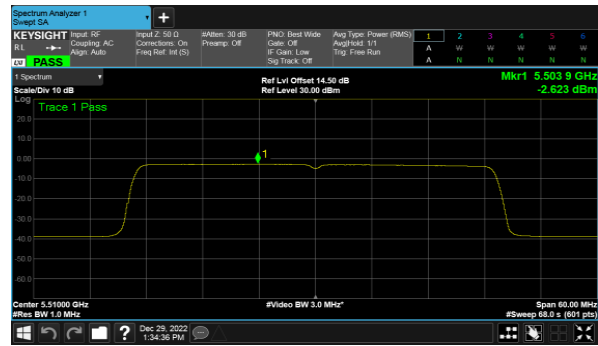 Spectrum Analyzer 1
Swept SA
+
KEYSIGHT Input: RF Input Z: 50 Ω #Atten: 30 dB PNO: Best Wide Avg Type: Power (RMS) 1 2 3 4 5 6
RL Coupling: AC Corrections: On Preamp: Off Gate: Off Avg|Hold: 1/1 A W W W W W
Align: Auto Freq Ref: Int (S) IF Gain: Low Trig: Free Run
LXI PASS Sig Track: Off A N N N N N
1 Spectrum Ref Lvl Offset 14.50 dB Mkr1 5.503 9 GHz
Scale/Div 10 dB Ref Level 30.00 dBm -2.623 dBm
Log
Trace 1 Pass
20.0
10.0
1
0.00
-10.0
-20.0
-30.0
-40.0
-50.0
-60.0
Center 5.51000 GHz #Video BW 3.0 MHz* Span 60.00 MHz
#Res BW 1.0 MHz #Sweep 68.0 s (601 pts)
? Dec 29, 2022
1:34:36 PM